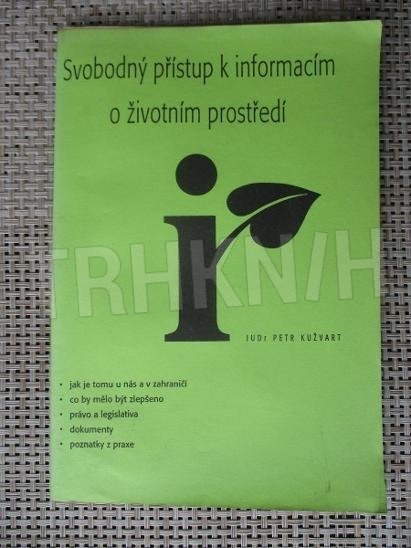 Svobodný přístup k informacím
o životním prostředí
TRHKNIH
i
JUDr PETR KUŽVART
• jak je tomu u nás a v zahraničí
• co by mělo být zlepšeno
• právo a legislativa
• dokumenty
• poznatky z praxe